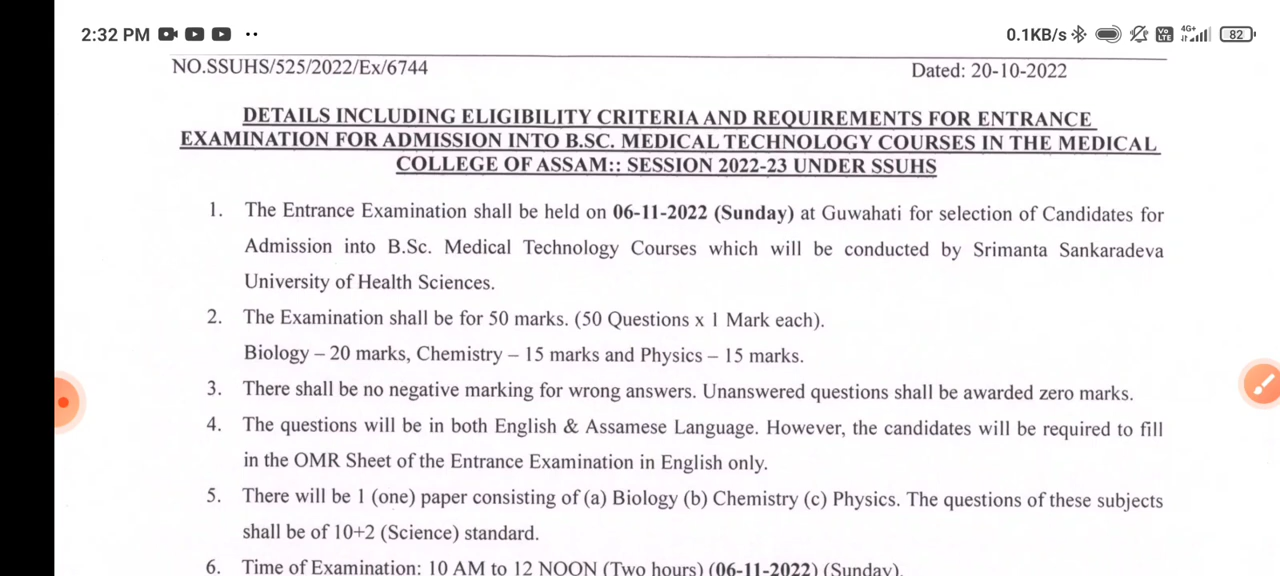 2:32 PM
0.1KB/s
Vo LTE
4G+
82
NO.SSUHS/525/2022/Ex/6744
Dated: 20-10-2022
DETAILS INCLUDING ELIGIBILITY CRITERIA AND REQUIREMENTS FOR ENTRANCE
EXAMINATION FOR ADMISSION INTO B.SC. MEDICAL TECHNOLOGY COURSES IN THE MEDICAL
COLLEGE OF ASSAM:: SESSION 2022-23 UNDER SSUHS
1. The Entrance Examination shall be held on 06-11-2022 (Sunday) at Guwahati for selection of Candidates for
Admission into B.Sc. Medical Technology Courses which will be conducted by Srimanta Sankaradeva
University of Health Sciences.
2. The Examination shall be for 50 marks. (50 Questions x 1 Mark each).
Biology – 20 marks, Chemistry – 15 marks and Physics – 15 marks.
3. There shall be no negative marking for wrong answers. Unanswered questions shall be awarded zero marks.
4. The questions will be in both English & Assamese Language. However, the candidates will be required to fill
in the OMR Sheet of the Entrance Examination in English only.
5. There will be 1 (one) paper consisting of (a) Biology (b) Chemistry (c) Physics. The questions of these subjects
shall be of 10+2 (Science) standard.
6. Time of Examination: 10 AM to 12 NOON (Two hours) (06-11-2022) (Sunday).